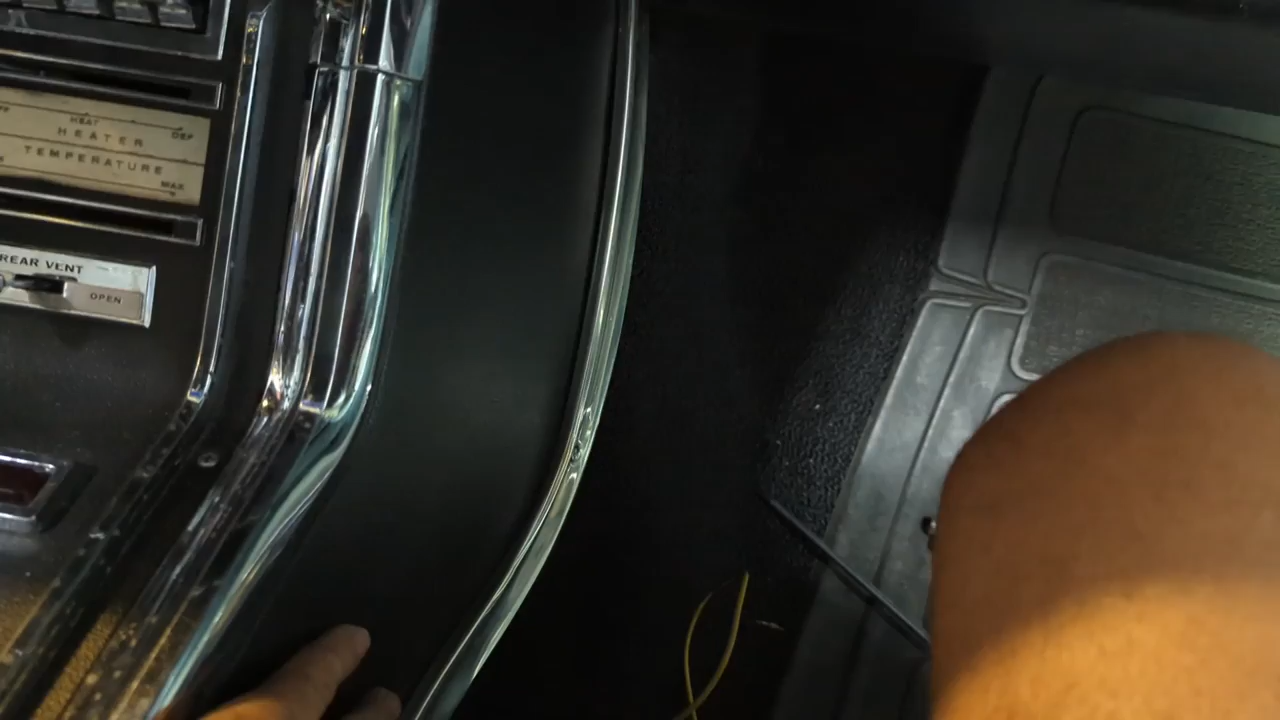 HEAT DEF
HEATER
TEMPERATURE
MAX
REAR VENT
OPEN